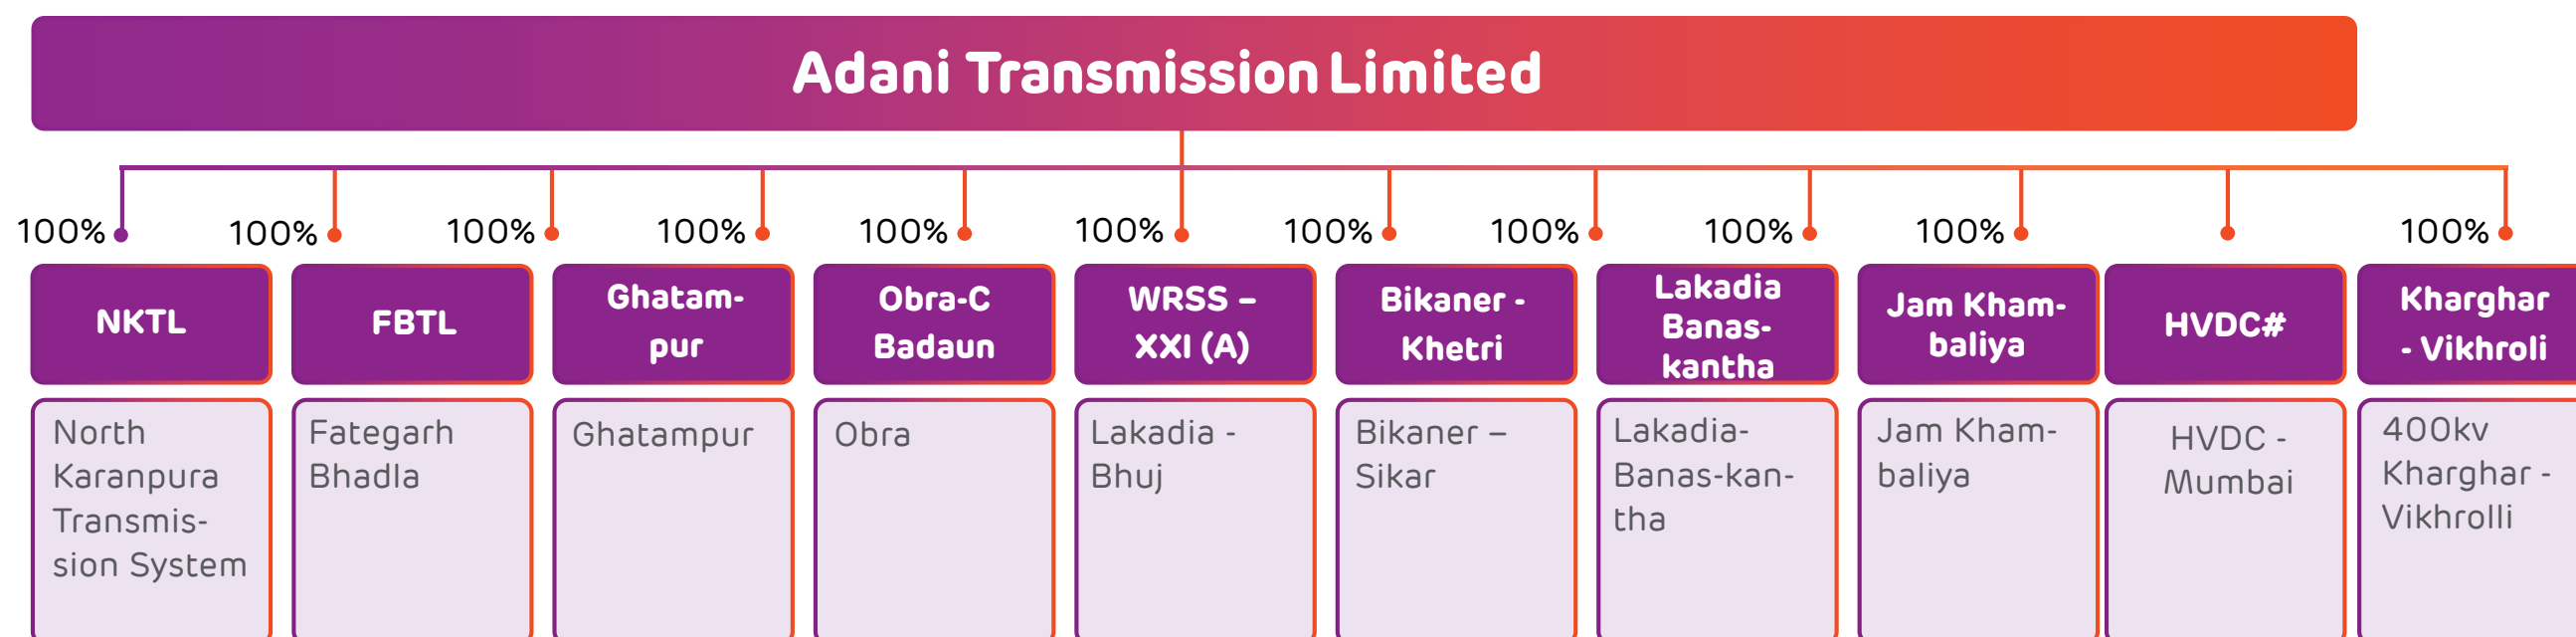 Adani Transmission Limited
100% 100% 100% 100% 100% 100% 100% 100% 100% 100% 100%
NKTL
FBTL
Ghatam-
pur
Obra-C
Badaun
WRSS –
XXI (A)
Bikaner -
Khetri
Lakadia
Banas-
kantha
Jam Kham-
baliya
HVDC#
Kharghar
- Vikhroli
North
Karanpura
Transmis-
sion System
Fategarh
Bhadla
Ghatampur
Obra
Lakadia -
Bhuj
Bikaner –
Sikar
Lakadia-
Banas-kan-
tha
Jam Kham-
baliya
HVDC -
Mumbai
400kv
Kharghar -
Vikhrolli